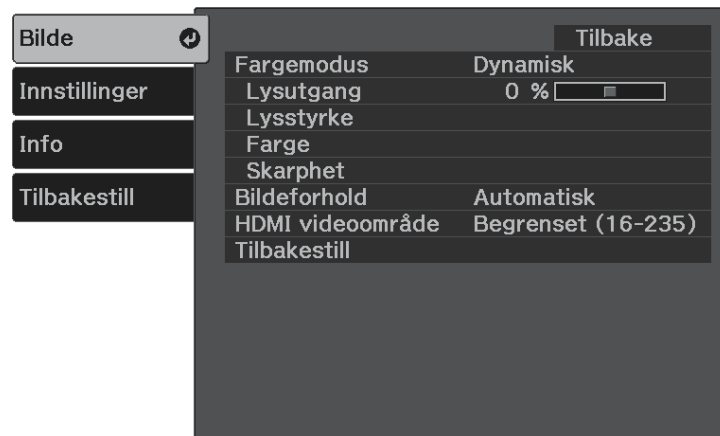 Bilde
Innstillinger
Info
Tilbakestill
Tilbake
Fargemodus Dynamisk
Lysutgang 0 %
Lysstyrke
Farge
Skarphet
Bildeforhold Automatisk
HDMI videoområde Begrenset (16-235)
Tilbakestill